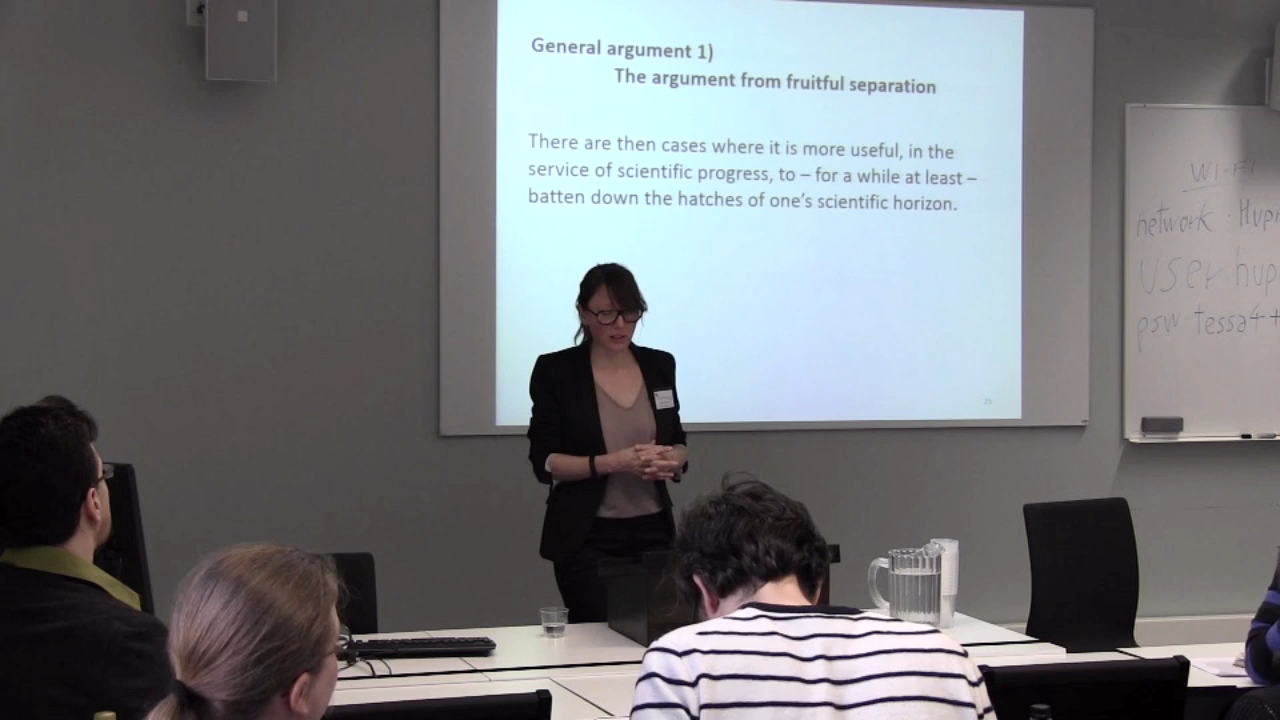 General argument 1)
The argument from fruitful separation
There are then cases where it is more useful, in the
service of scientific progress, to – for a while at least –
batten down the hatches of one's scientific horizon.
25
WI-FI
network : Hupr
user hup
psw tessa4+